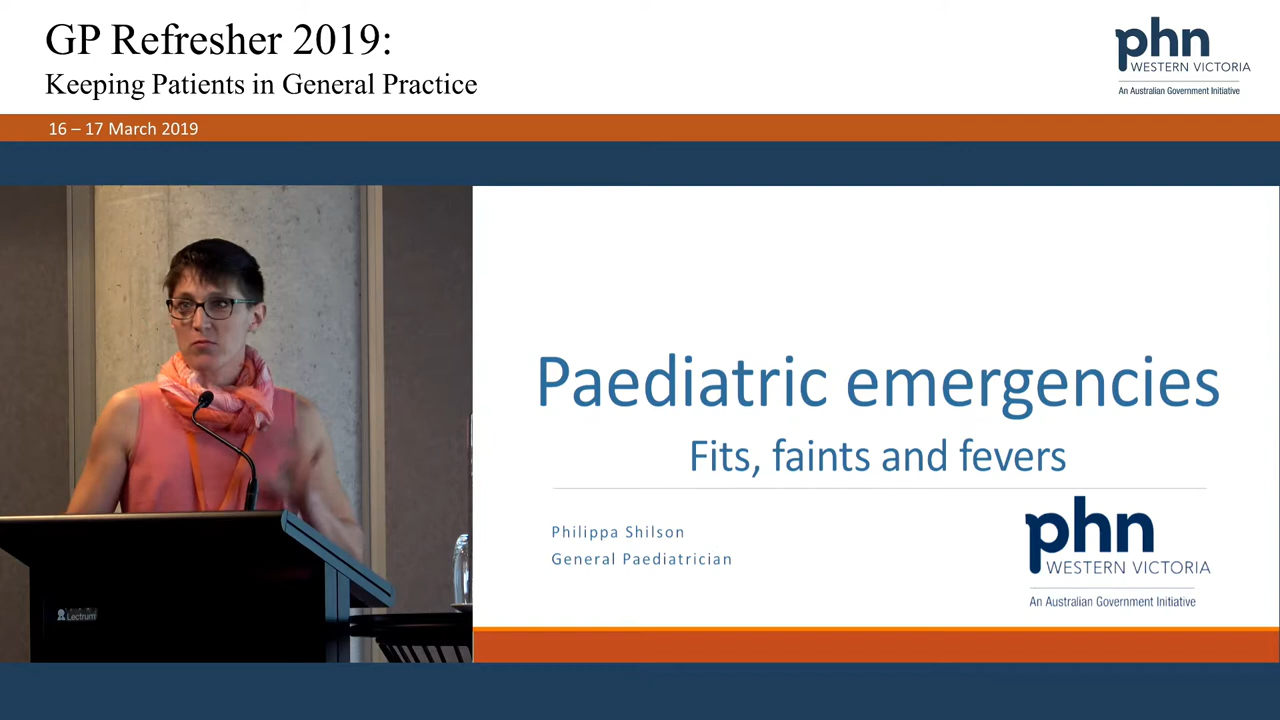 GP Refresher 2019:
Keeping Patients in General Practice
phn
WESTERN VICTORIA
An Australian Government Initiative
16 – 17 March 2019
Paediatric emergencies
Fits, faints and fevers
Philippa Shilson
General Paediatrician
phn
WESTERN VICTORIA
An Australian Government Initiative
Lectrum